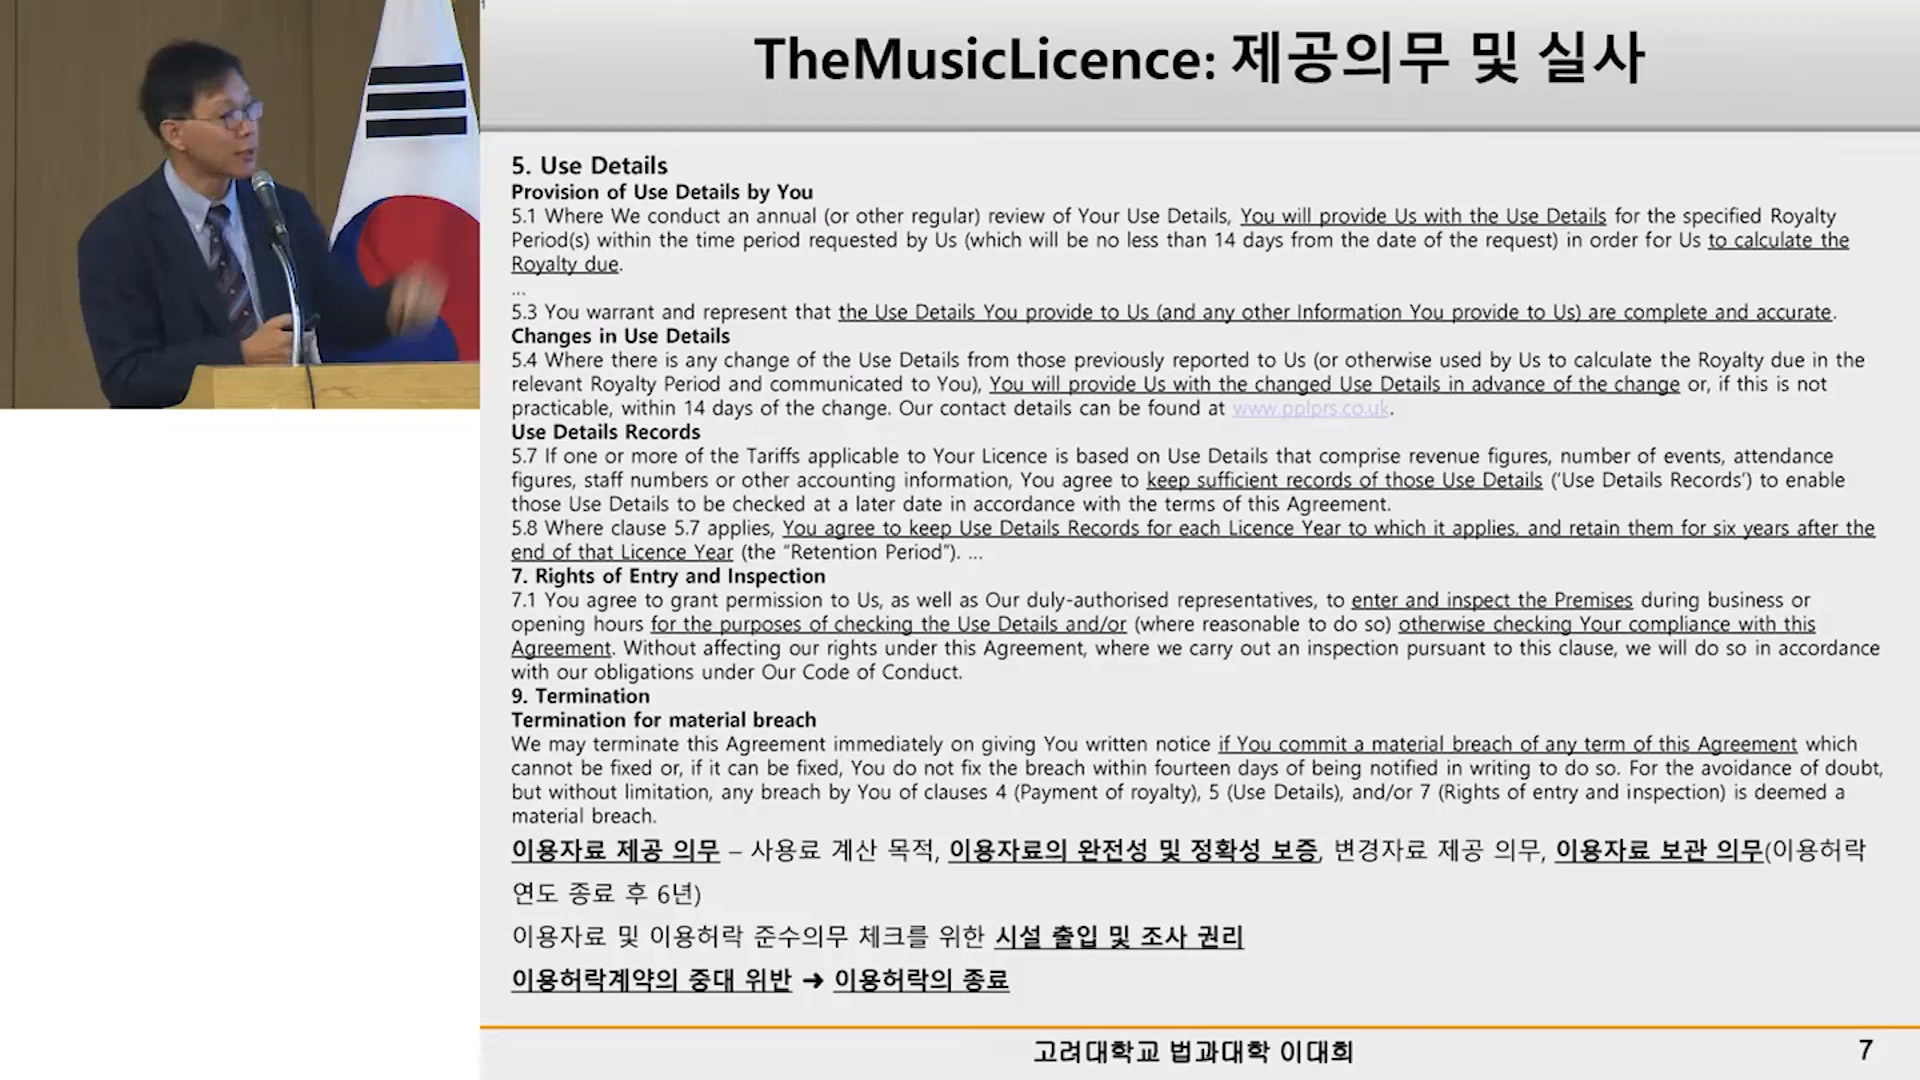 TheMusicLicence: 제공의무 및 실사
5. Use Details
Provision of Use Details by You
5.1 Where We conduct an annual (or other regular) review of Your Use Details, You will provide Us with the Use Details for the specified Royalty
Period(s) within the time period requested by Us (which will be no less than 14 days from the date of the request) in order for Us to calculate the
Royalty due.
...
5.3 You warrant and represent that the Use Details You provide to Us (and any other Information You provide to Us) are complete and accurate.
Changes in Use Details
5.4 Where there is any change of the Use Details from those previously reported to Us (or otherwise used by Us to calculate the Royalty due in the
relevant Royalty Period and communicated to You), You will provide Us with the changed Use Details in advance of the change or, if this is not
practicable, within 14 days of the change. Our contact details can be found at www.pplprs.co.uk.
Use Details Records
5.7 If one or more of the Tariffs applicable to Your Licence is based on Use Details that comprise revenue figures, number of events, attendance
figures, staff numbers or other accounting information, You agree to keep sufficient records of those Use Details ('Use Details Records') to enable
those Use Details to be checked at a later date in accordance with the terms of this Agreement.
5.8 Where clause 5.7 applies, You agree to keep Use Details Records for each Licence Year to which it applies, and retain them for six years after the
end of that Licence Year (the "Retention Period"). ...
7. Rights of Entry and Inspection
7.1 You agree to grant permission to Us, as well as Our duly-authorised representatives, to enter and inspect the Premises during business or
opening hours for the purposes of checking the Use Details and/or (where reasonable to do so) otherwise checking Your compliance with this
Agreement. Without affecting our rights under this Agreement, where we carry out an inspection pursuant to this clause, we will do so in accordance
with our obligations under Our Code of Conduct.
9. Termination
Termination for material breach
We may terminate this Agreement immediately on giving You written notice if You commit a material breach of any term of this Agreement which
cannot be fixed or, if it can be fixed, You do not fix the breach within fourteen days of being notified in writing to do so. For the avoidance of doubt,
but without limitation, any breach by You of clauses 4 (Payment of royalty), 5 (Use Details), and/or 7 (Rights of entry and inspection) is deemed a
material breach.
이용자료 제공 의무 – 사용료 계산 목적, 이용자료의 완전성 및 정확성 보증, 변경자료 제공 의무, 이용자료 보관 의무(이용허락
연도 종료 후 6년)
이용자료 및 이용허락 준수의무 체크를 위한 시설 출입 및 조사 권리
이용허락계약의 중대 위반 ➔ 이용허락의 종료
고려대학교 법과대학 이대희
7